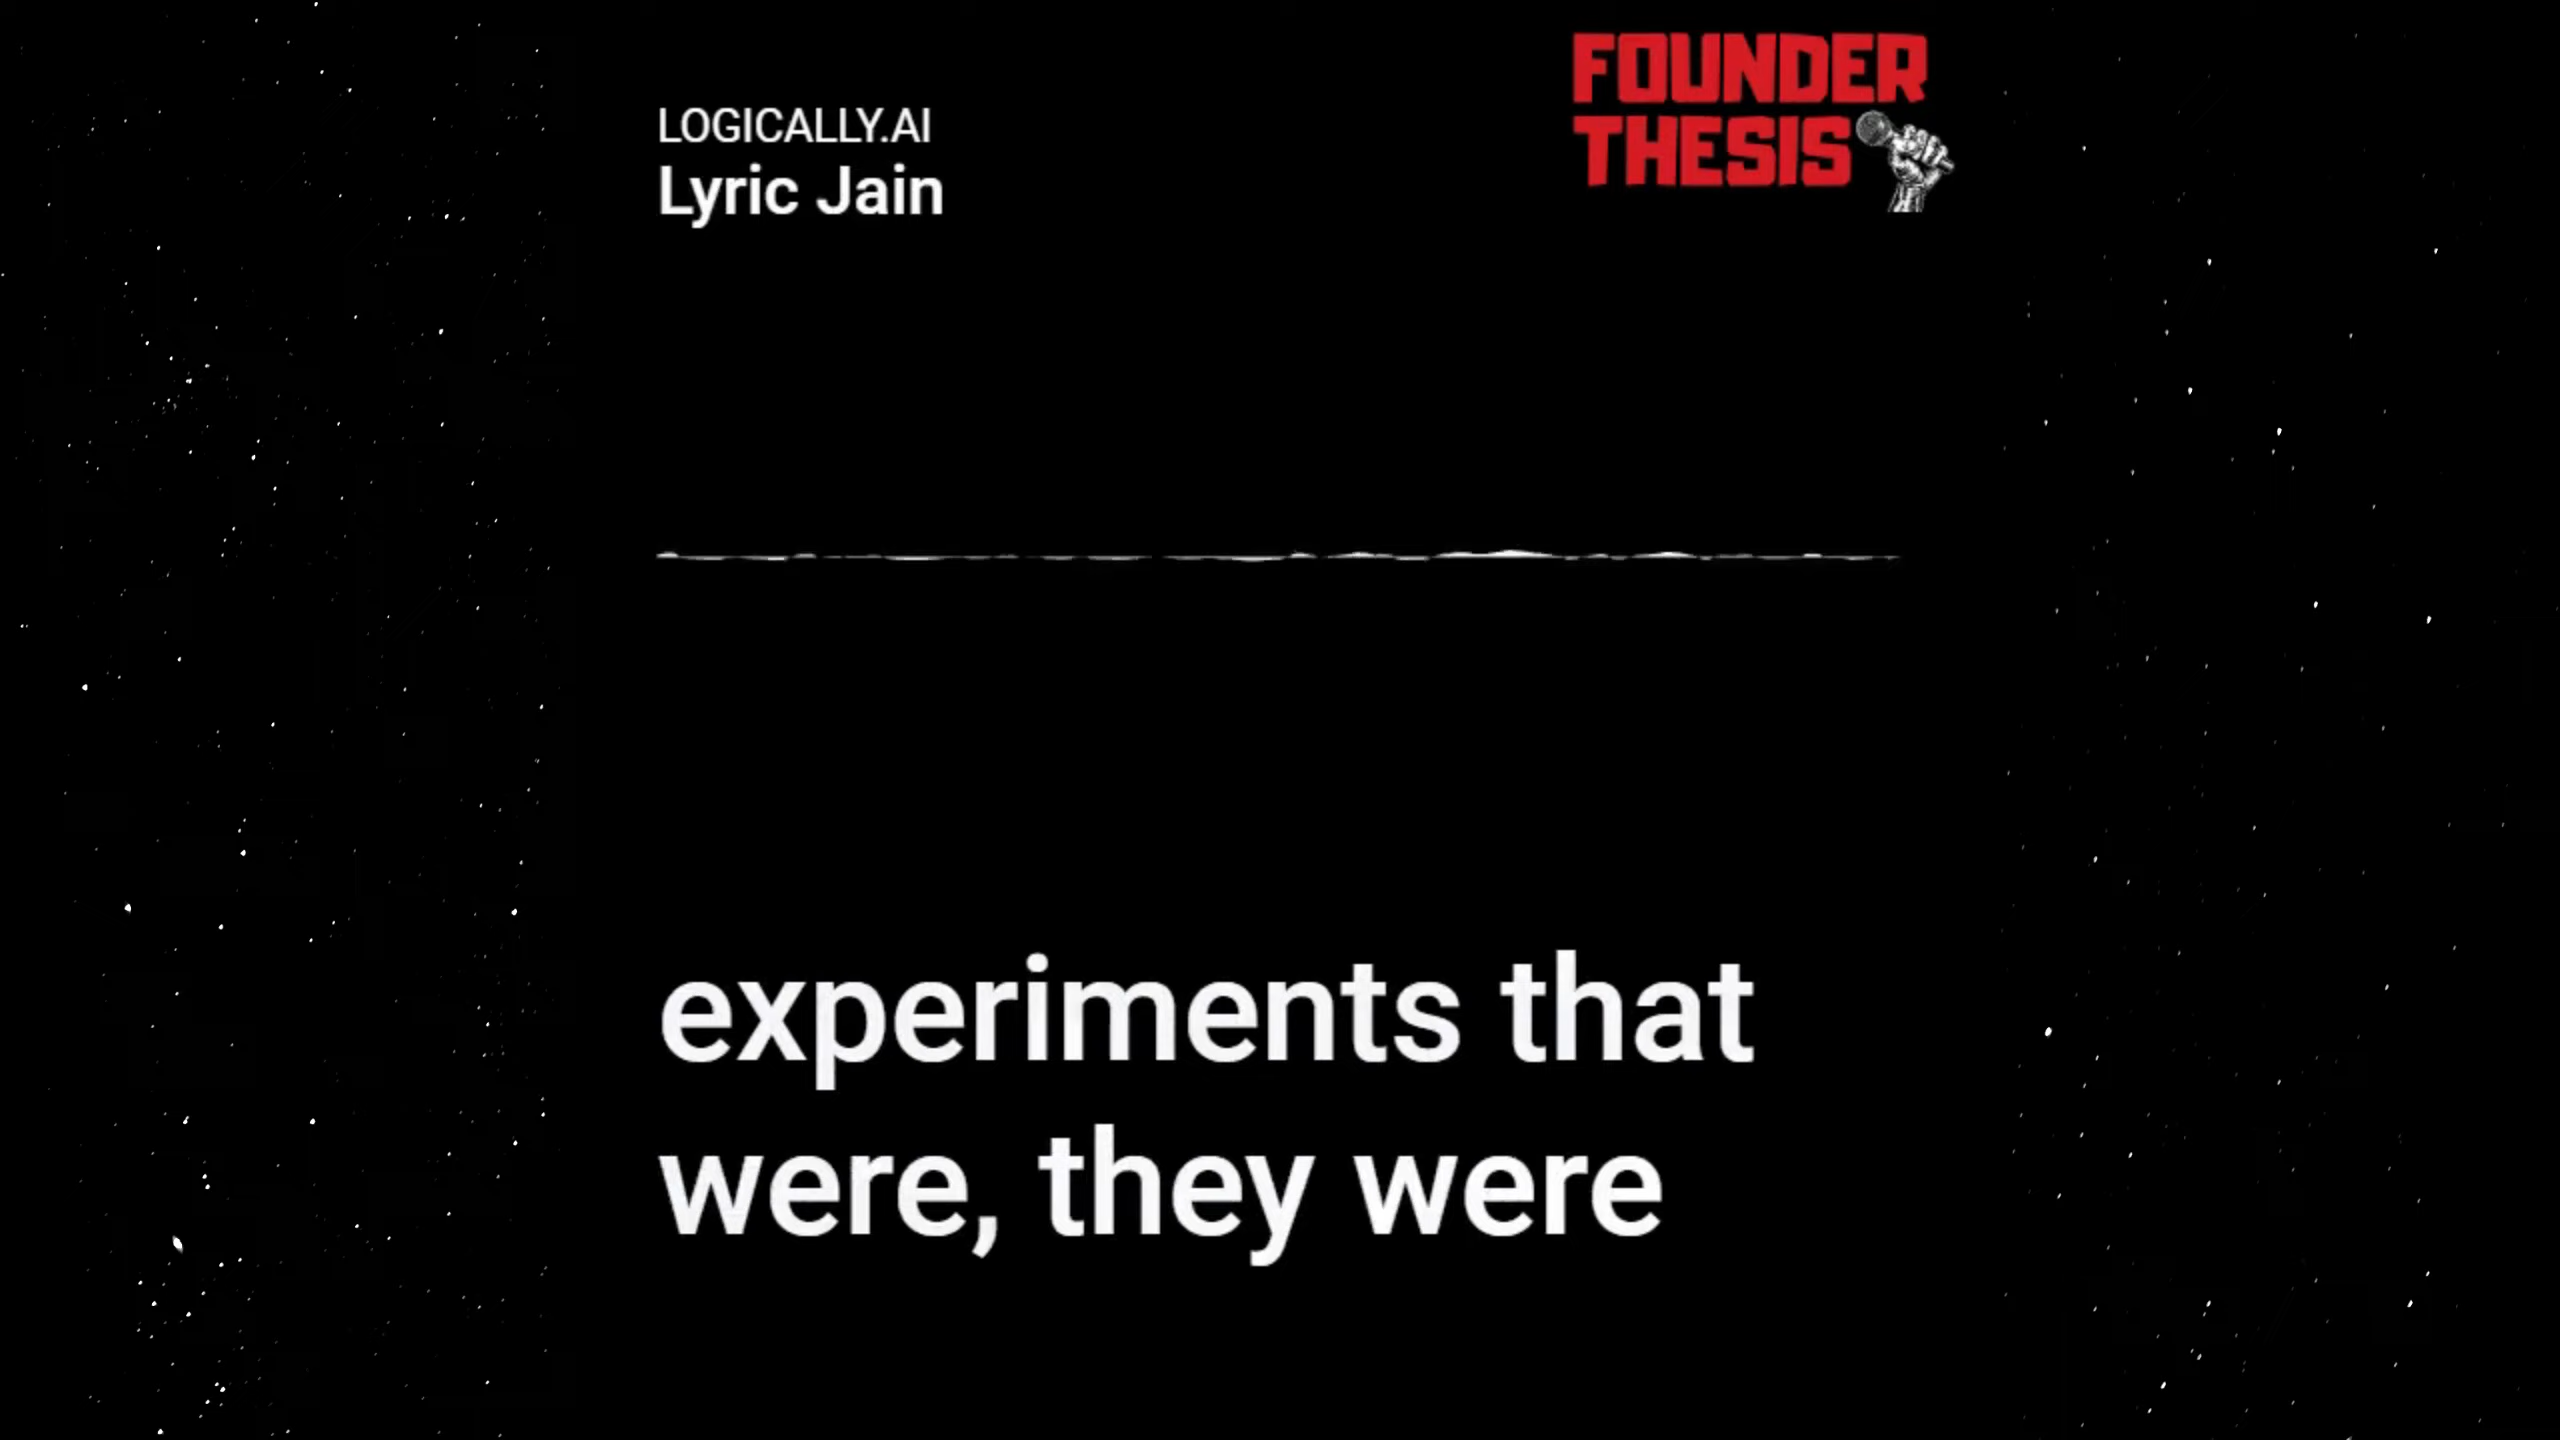 LOGICALLY.AI
Lyric Jain
FOUNDER
THESIS
experiments that
were, they were